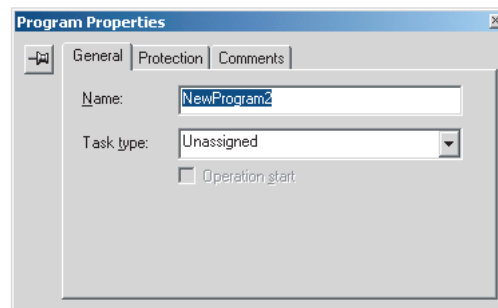 Program Properties
General Protection Comments
Name: NewProgram2
Task type: Unassigned
Operation start